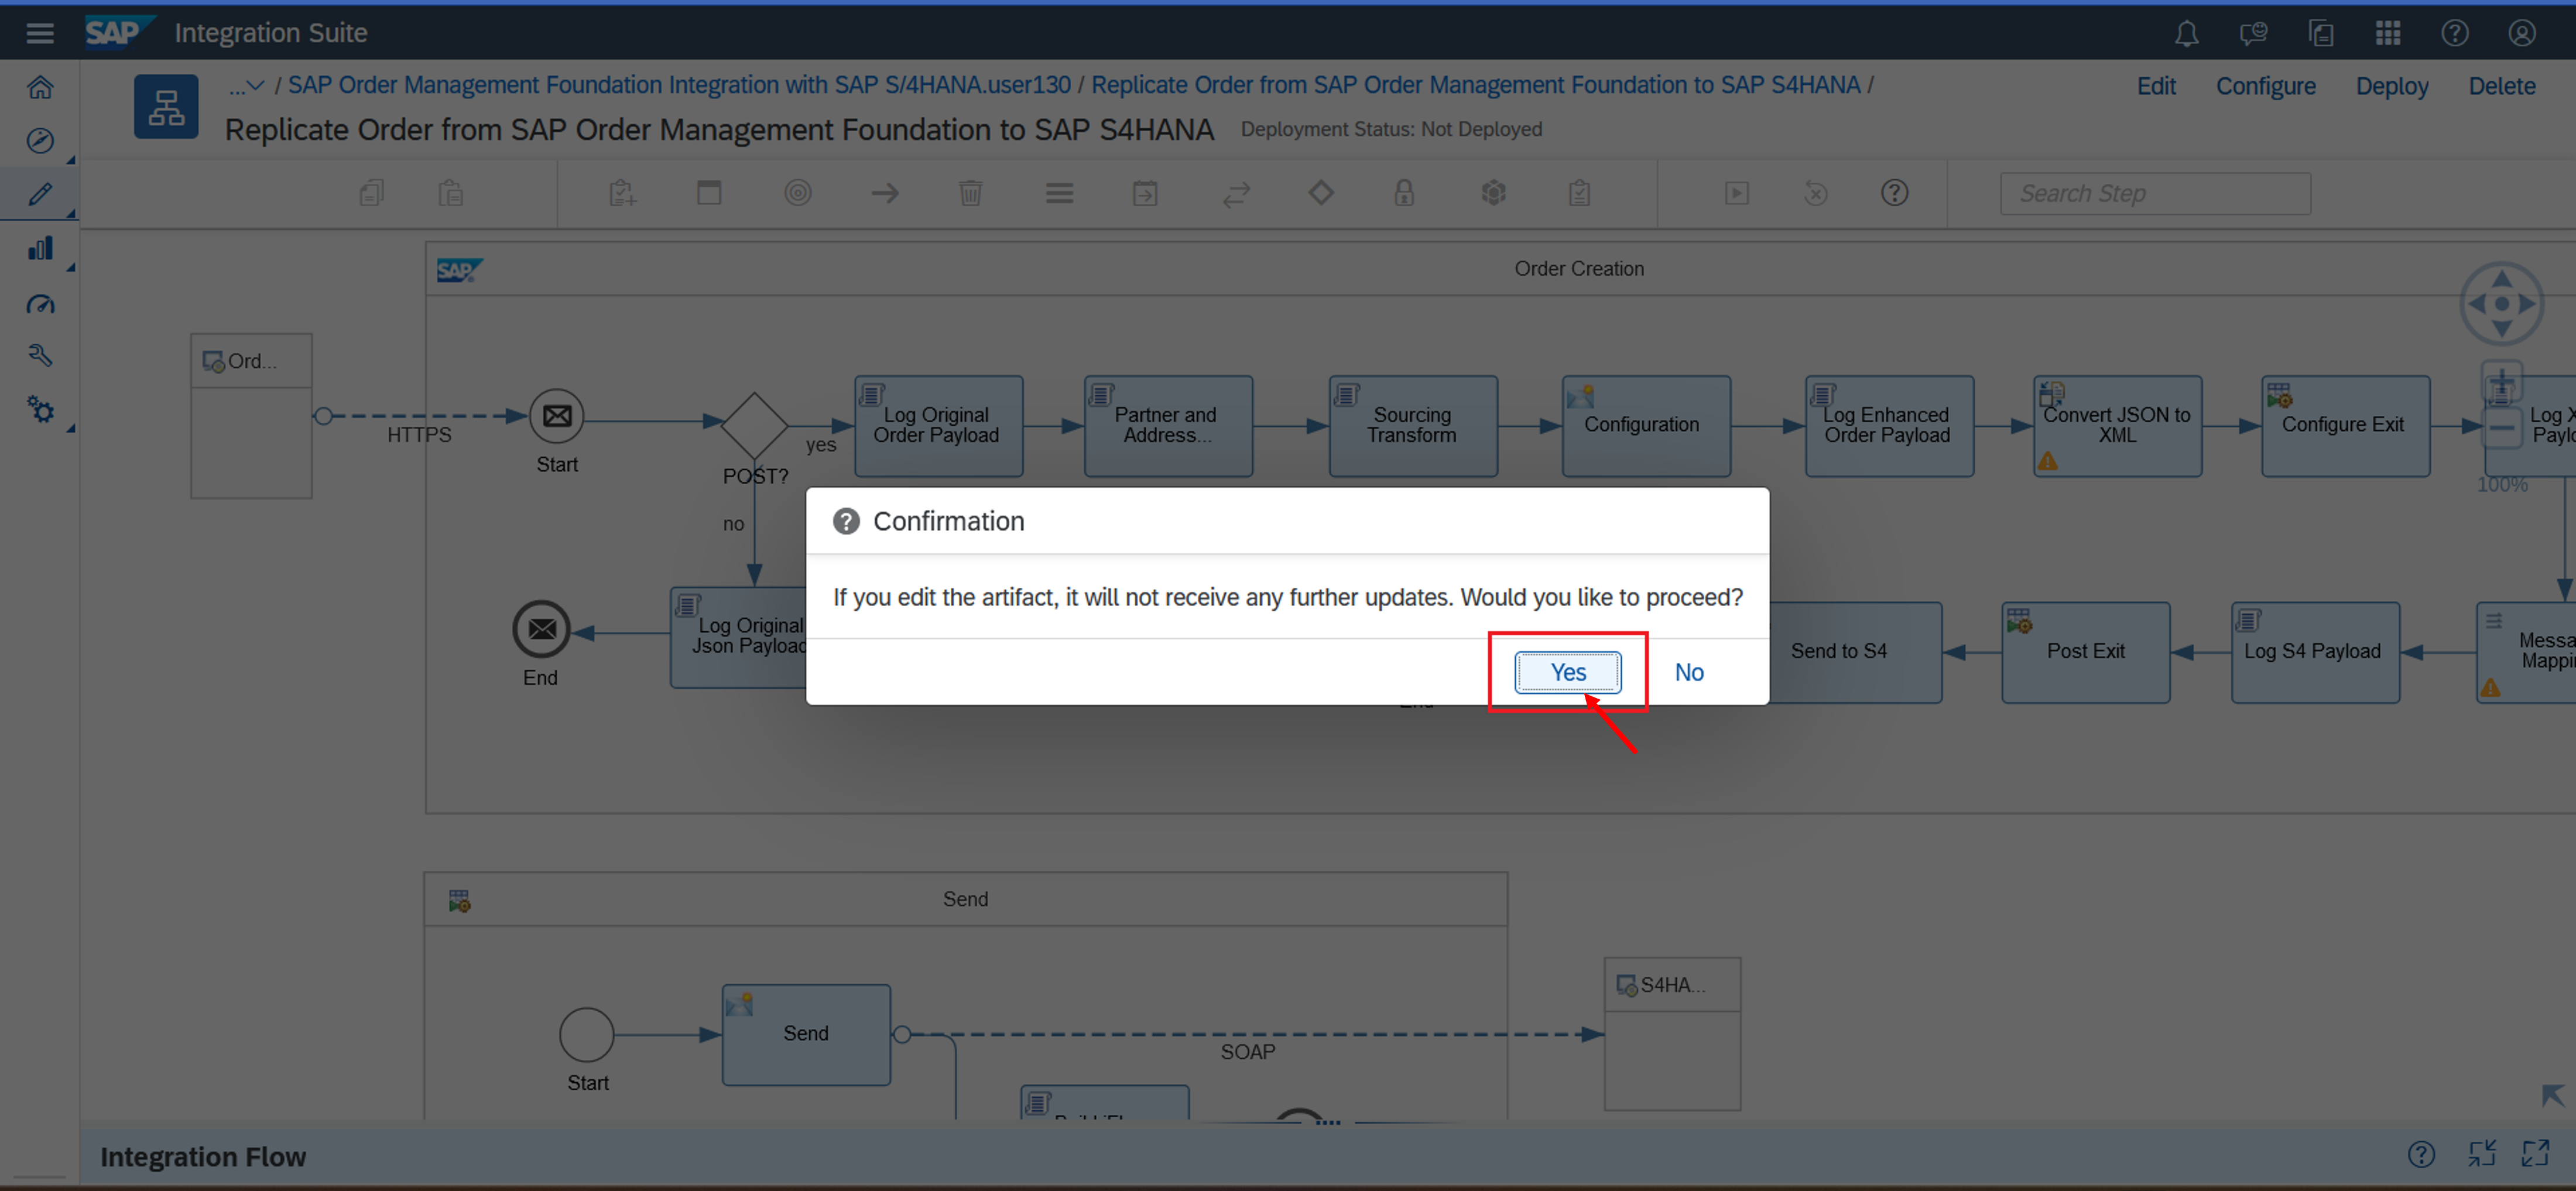 SAP Integration Suite
... / SAP Order Management Foundation Integration with SAP S/4HANA.user130 / Replicate Order from SAP Order Management Foundation to SAP S4HANA /
Edit Configure Deploy Delete
Replicate Order from SAP Order Management Foundation to SAP S4HANA Deployment Status: Not Deployed
Search Step
SAP
Order Creation
Ord...
HTTPS
Start
POST?
yes
no
Log Original
Order Payload
Partner and
Address...
Sourcing
Transform
Configuration
Log Enhanced
Order Payload
Convert JSON to
XML
Configure Exit
Log X
Paylo
100%
Confirmation
If you edit the artifact, it will not receive any further updates. Would you like to proceed?
Yes
No
End
Log Original
Json Payload
Send to S4
Post Exit
Log S4 Payload
Messa
Mappi
Send
Start
Send
SOAP
S4HA...
Integration Flow